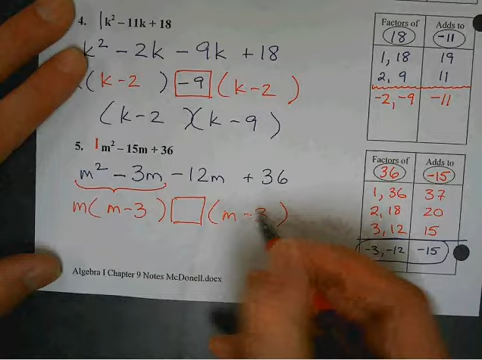 4. 1k² – 11k + 18
k² – 2k – 9k + 18
(k – 2 ) –9 (k – 2 )
(k – 2 )(k – 9 )
5. 1m² – 15m + 36
m² – 3m – 12m + 36
m( m – 3 ) (m –
Algebra I Chapter 9 Notes McDonell.docx
Factors of Adds to
18 –11
1, 18 19
2, 9 11
–2, –9 –11
Factors of Adds to
36 –15
1, 36 37
2, 18 20
3, 12 15
–3, –12 –15